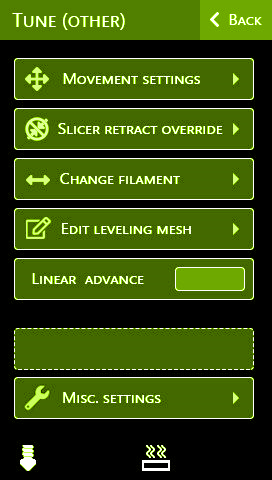 Tune (other)
Back
Movement settings
Slicer retract override
Change filament
Edit leveling mesh
Linear advance
Misc. settings